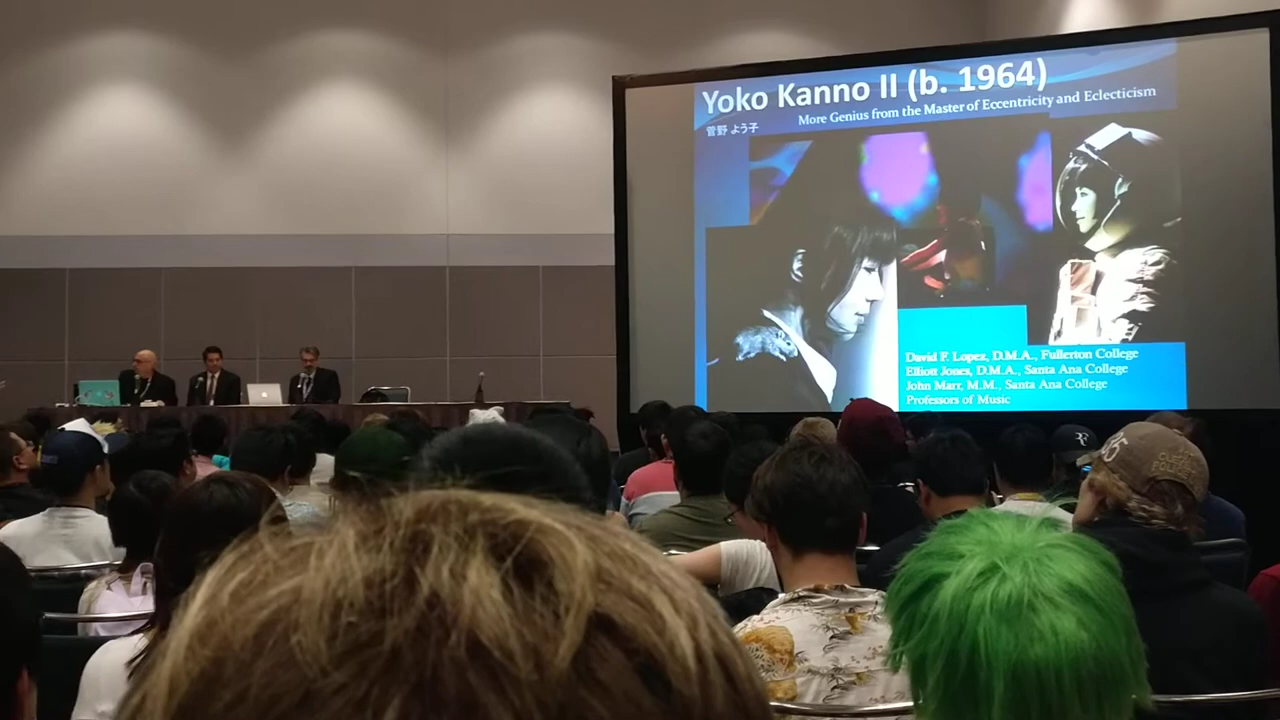 Yoko Kanno II (b. 1964)
More Genius from the Master of Eccentricity and Eclecticism
菅野 よう子
David F. Lopez, D.M.A., Fullerton College
Elliott Jones, D.M.A., Santa Ana College
John Marr, M.M., Santa Ana College
Professors of Music